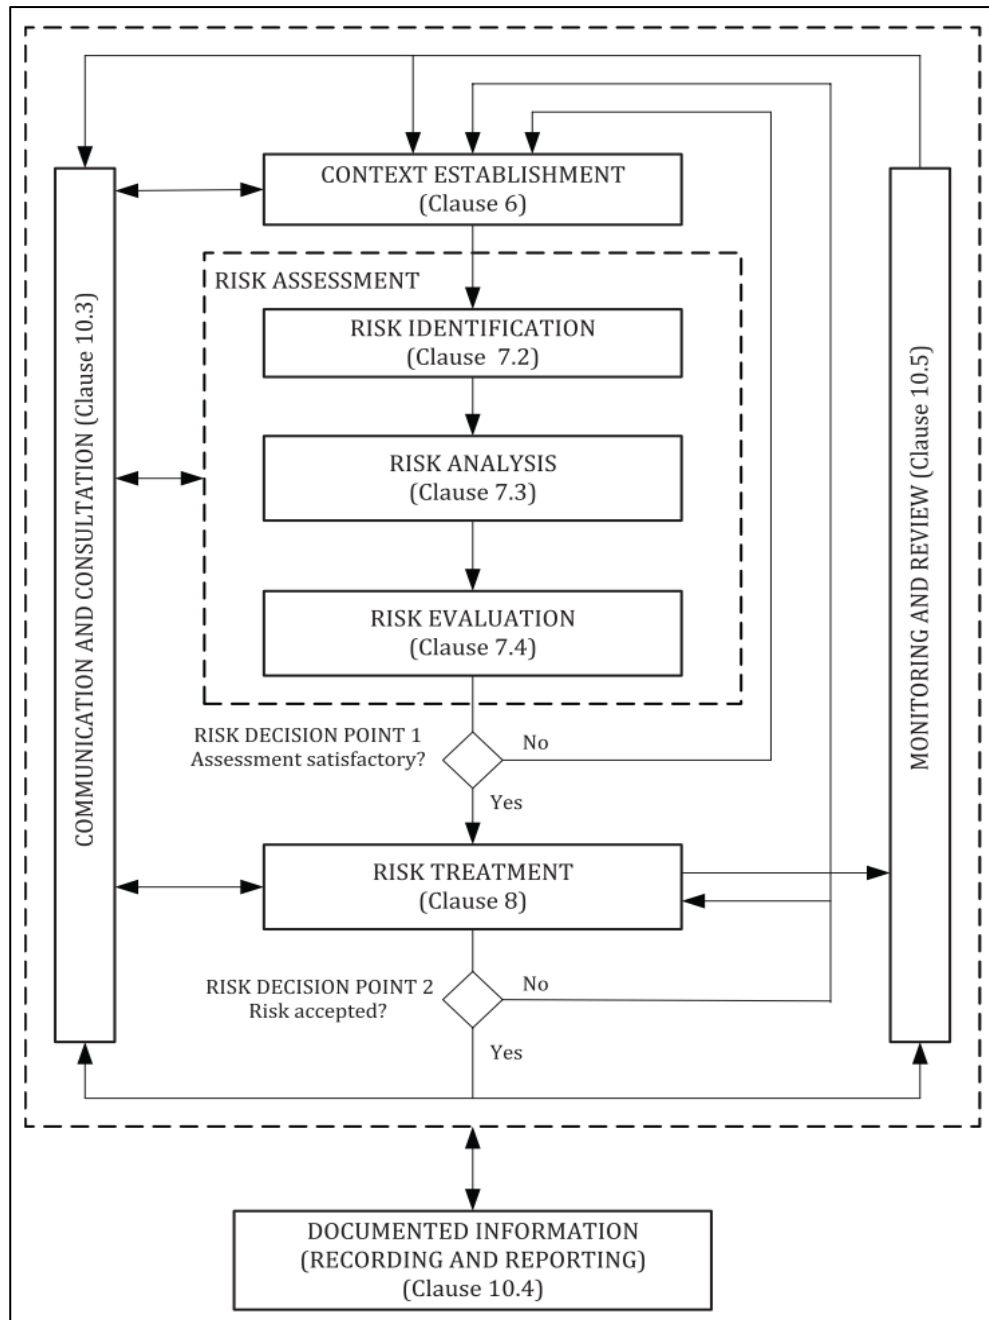 CONTEXT ESTABLISHMENT
(Clause 6)
RISK ASSESSMENT
RISK IDENTIFICATION
(Clause 7.2)
RISK ANALYSIS
(Clause 7.3)
RISK EVALUATION
(Clause 7.4)
RISK DECISION POINT 1
Assessment satisfactory?
No
Yes
RISK TREATMENT
(Clause 8)
RISK DECISION POINT 2
Risk accepted?
No
Yes
COMMUNICATION AND CONSULTATION (Clause 10.3)
MONITORING AND REVIEW (Clause 10.5)
DOCUMENTED INFORMATION
(RECORDING AND REPORTING)
(Clause 10.4)